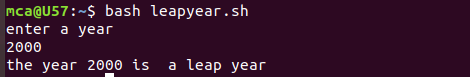 mca@U57:~$ bash leapyear.sh
enter a year
2000
the year 2000 is  a leap year